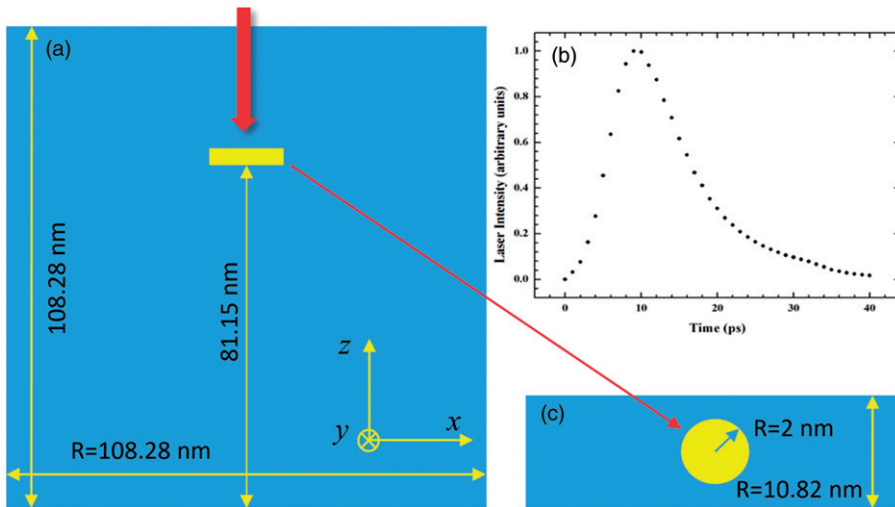 (a)
108.28 nm
81.15 nm
z
y
x
R=108.28 nm
(b)
Laser Intensity (arbitrary units)
1.0
0.8
0.6
0.4
0.2
0.0
0
10
20
30
40
Time (ps)
(c)
R=2 nm
R=10.82 nm